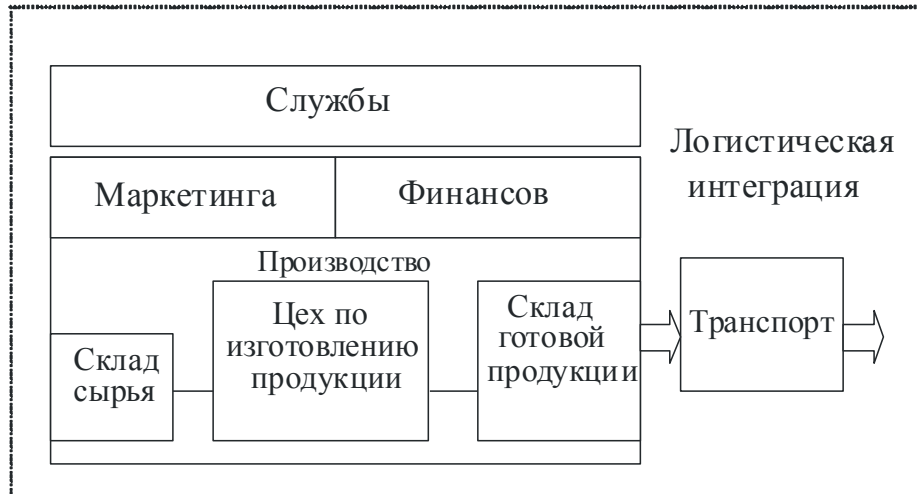 Службы
Логистическая
интеграция
Маркетинга
Финансов
Производство
Склад
сырья
Цех по
изготовлению
продукции
Склад
готовой
продукции
Транспорт